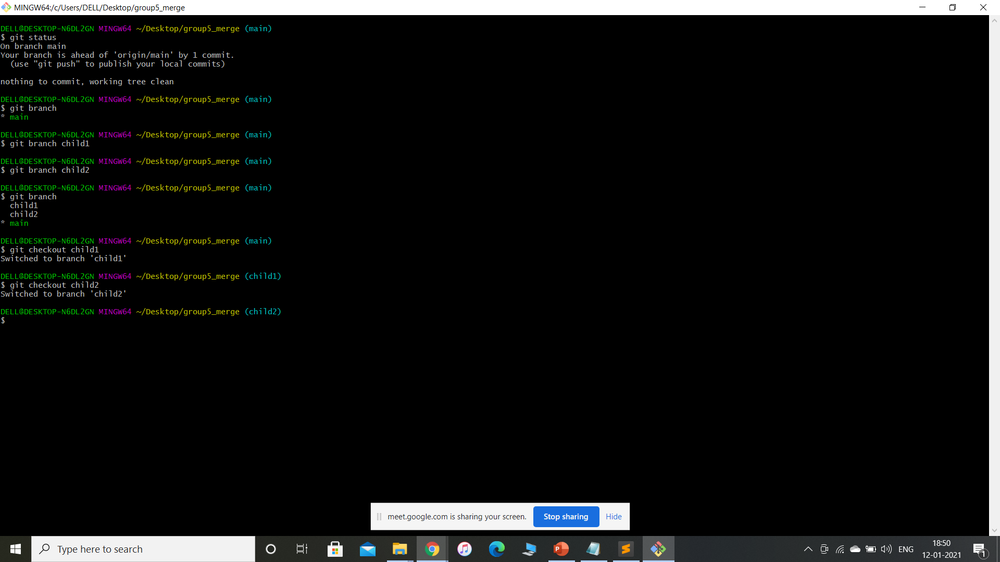 MINGW64:/c/Users/DELL/Desktop/group5_merge
DELL@DESKTOP-N6DL2GN MINGW64 ~/Desktop/group5_merge (main)
$ git status
On branch main
Your branch is ahead of 'origin/main' by 1 commit.
  (use "git push" to publish your local commits)
nothing to commit, working tree clean
DELL@DESKTOP-N6DL2GN MINGW64 ~/Desktop/group5_merge (main)
$ git branch
* main
DELL@DESKTOP-N6DL2GN MINGW64 ~/Desktop/group5_merge (main)
$ git branch child1
DELL@DESKTOP-N6DL2GN MINGW64 ~/Desktop/group5_merge (main)
$ git branch child2
DELL@DESKTOP-N6DL2GN MINGW64 ~/Desktop/group5_merge (main)
$ git branch
  child1
  child2
* main
DELL@DESKTOP-N6DL2GN MINGW64 ~/Desktop/group5_merge (main)
$ git checkout child1
Switched to branch 'child1'
DELL@DESKTOP-N6DL2GN MINGW64 ~/Desktop/group5_merge (child1)
$ git checkout child2
Switched to branch 'child2'
DELL@DESKTOP-N6DL2GN MINGW64 ~/Desktop/group5_merge (child2)
$
meet.google.com is sharing your screen. Stop sharing Hide
Type here to search
P
S
ENG
18:50
12-01-2021
1